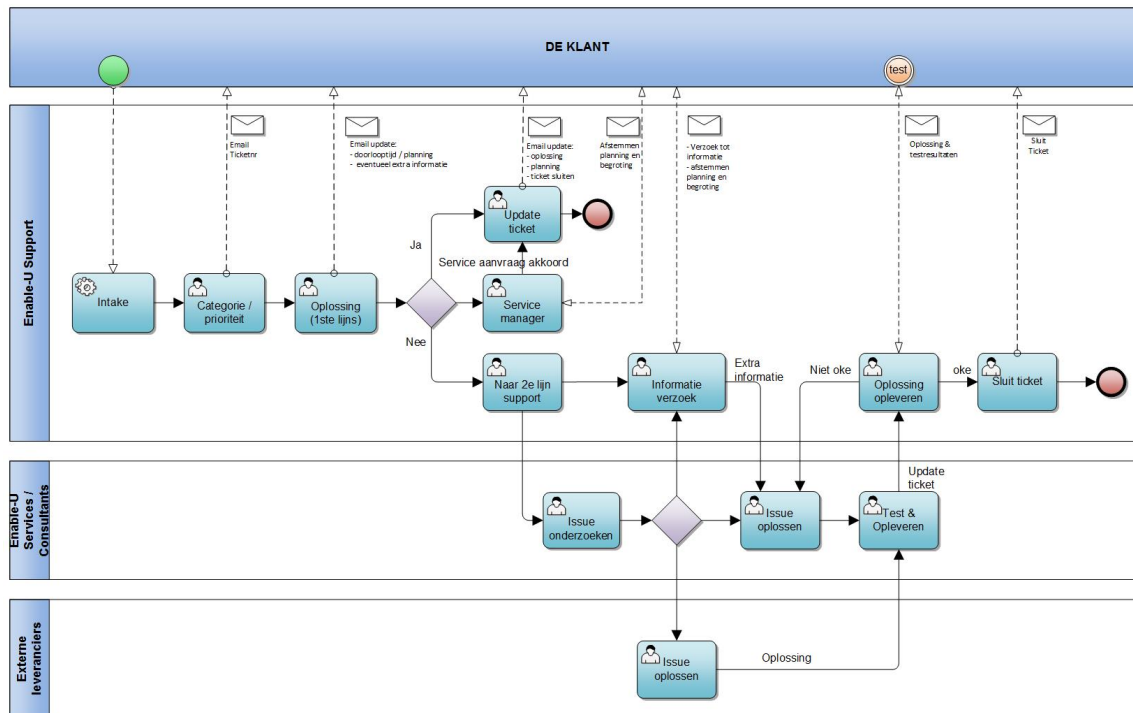 DE KLANT
test
Email
Ticketnr
Email update:
- doorlooptijd / planning
- eventueel extra informatie
Email update:
- oplossing
- planning
- ticket sluiten
Afstemmen
planning en
begroting
- Verzoek tot
informatie
- afstemmen
planning en
begroting
Oplossing &
testresultaten
Sluit
Ticket
Enable-U Support
Intake
Categorie /
prioriteit
Oplossing
(1ste lijns)
Ja
Nee
Update
ticket
Service aanvraag akkoord
Service
manager
Naar 2e lijn
support
Informatie
verzoek
Extra
informatie
Niet oke
Oplossing
opleveren
oke
Sluit ticket
Enable-U
Services /
Consultants
Issue
onderzoeken
Issue
oplossen
Test &
Opleveren
Update
ticket
Externe
leveranciers
Issue
oplossen
Oplossing